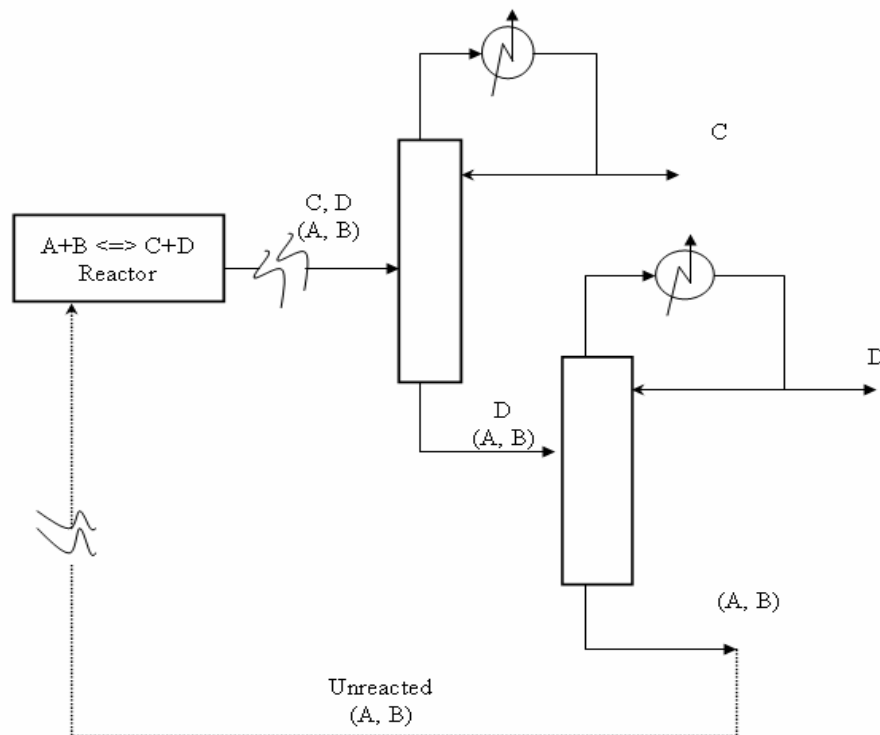 C
C, D
(A, B)
A+B <=> C+D
Reactor
D
D
(A, B)
(A, B)
Unreacted
(A, B)